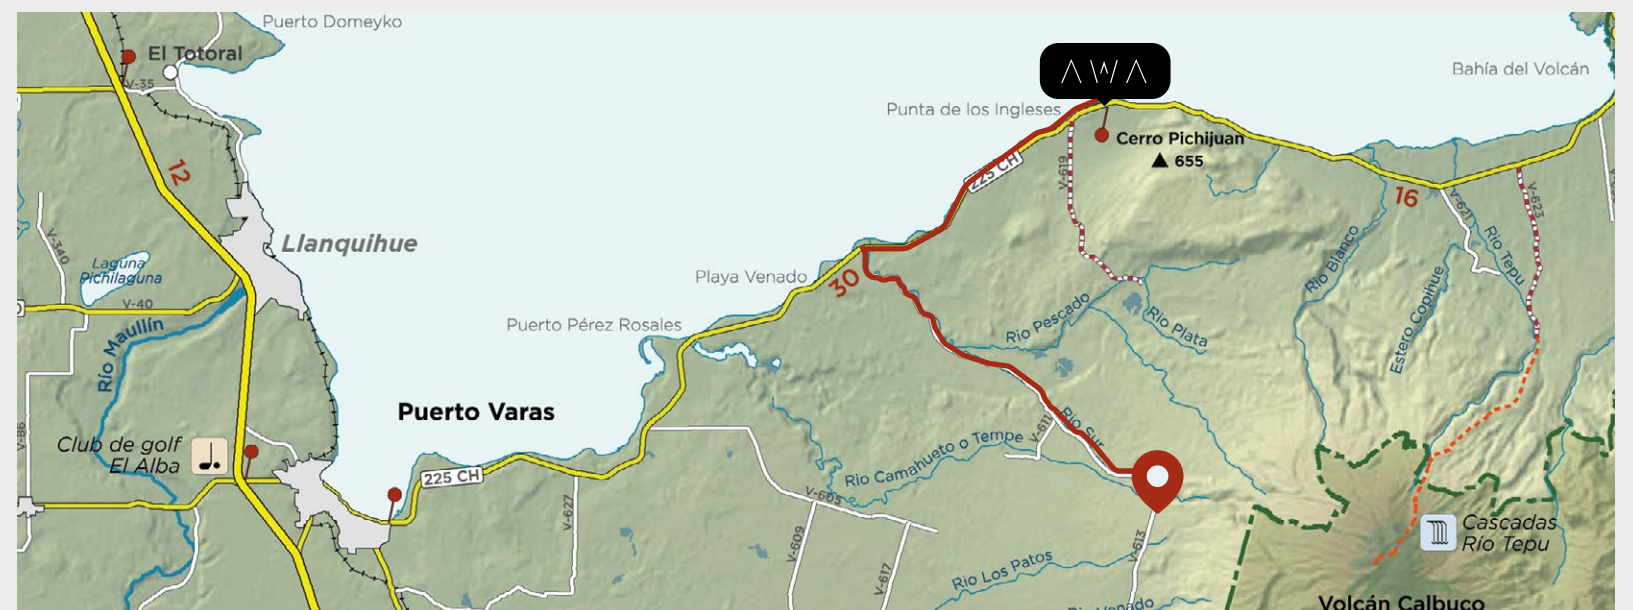 Puerto Domeyko
El Totoral
V-35
12
Llanquihue
V-340
Laguna
Pichilaguna
V-40
Río Maullín
V-86
Club de golf
El Alba
Puerto Varas
225 CH
Puerto Pérez Rosales
Playa Venado
30
Punta de los Ingleses
AWA
225 CH
V-619
Cerro Pichijuan
655
Bahía del Volcán
16
V-621
V-623
Río Blanco
Estero Copihue
Río Tepu
Río Pescado
Río Plata
Río Sur
V-611
Río Camahueto o Tempe
V-605
V-627
V-609
V-617
V-613
Río Los Patos
Río Venado
Cascadas
Río Tepu
Volcán Calbuco